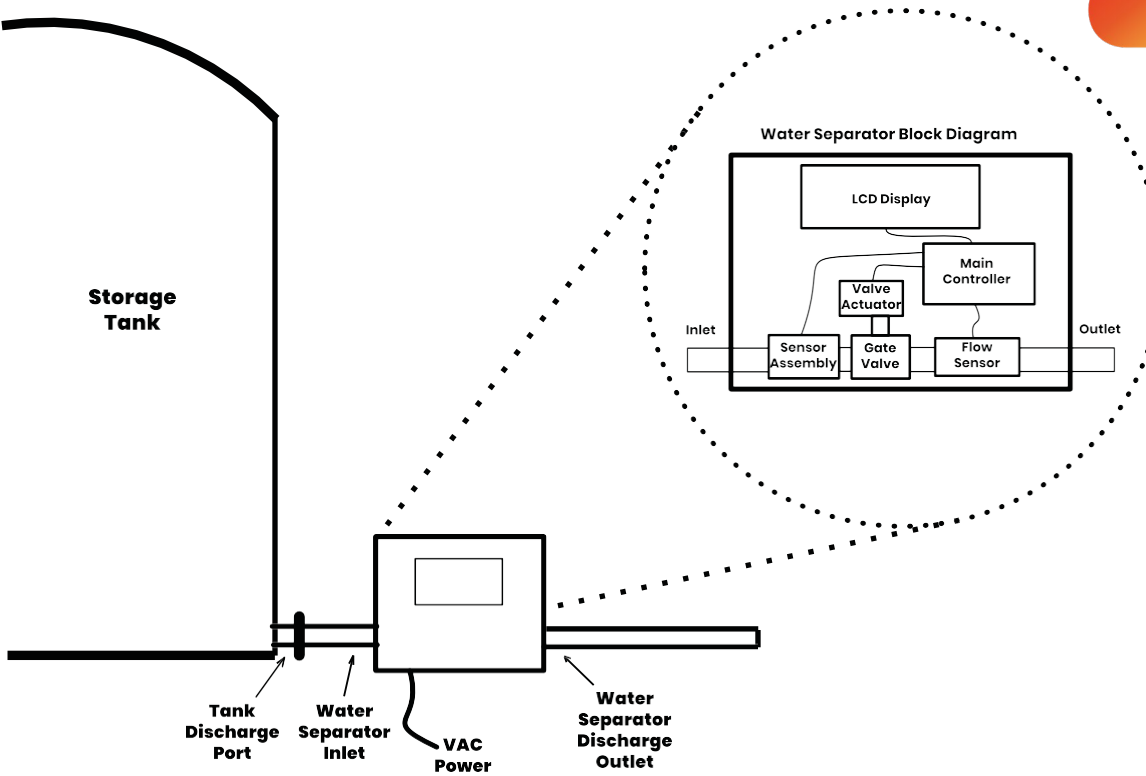 Water Separator Block Diagram
LCD Display
Main
Controller
Valve
Actuator
Inlet
Outlet
Sensor
Assembly
Gate
Valve
Flow
Sensor
Storage
Tank
Tank
Discharge
Port
Water
Separator
Inlet
VAC
Power
Water
Separator
Discharge
Outlet